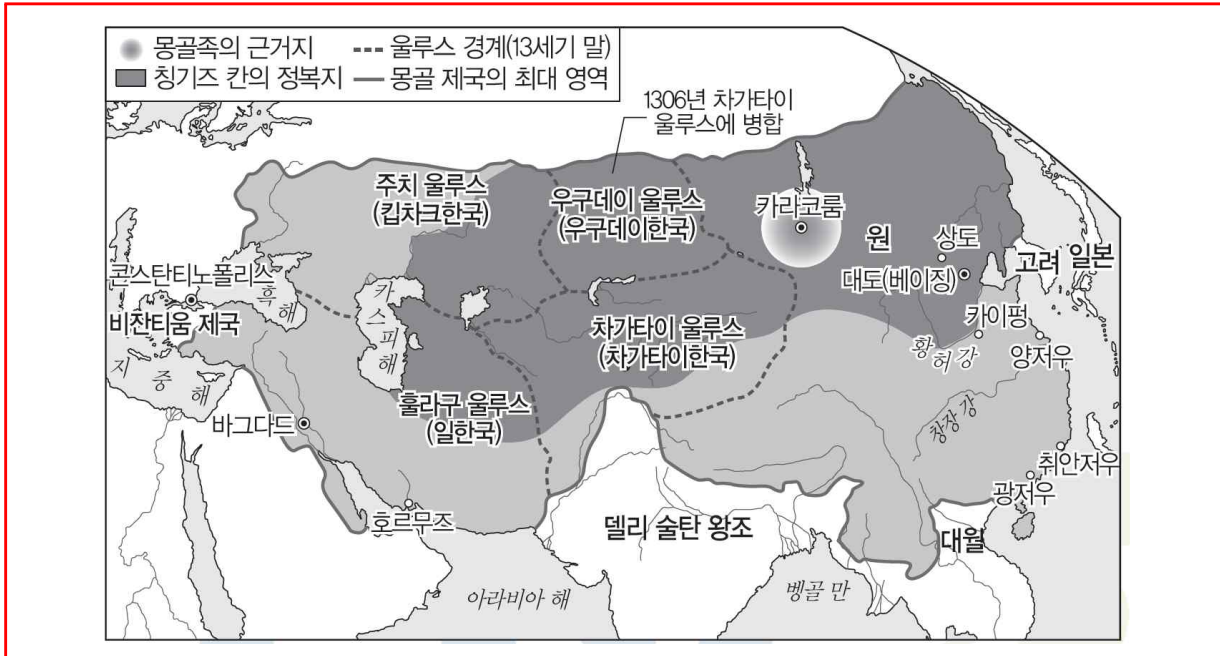 몽골족의 근거지
울루스 경계(13세기 말)
칭기즈 칸의 정복지
몽골 제국의 최대 영역
1306년 차가타이
울루스에 병합
주치 울루스
(킵차크한국)
우구데이 울루스
(우구데이한국)
카라코룸
원
상도
대도(베이징)
고려
일본
콘스탄티노폴리스
흑해
비잔티움 제국
카스피해
차가타이 울루스
(차가타이한국)
카이펑
황허강
양저우
지중해
훌라구 울루스
(일한국)
바그다드
창장강
취안저우
광저우
호르무즈
델리 술탄 왕조
대월
아라비아 해
벵골 만